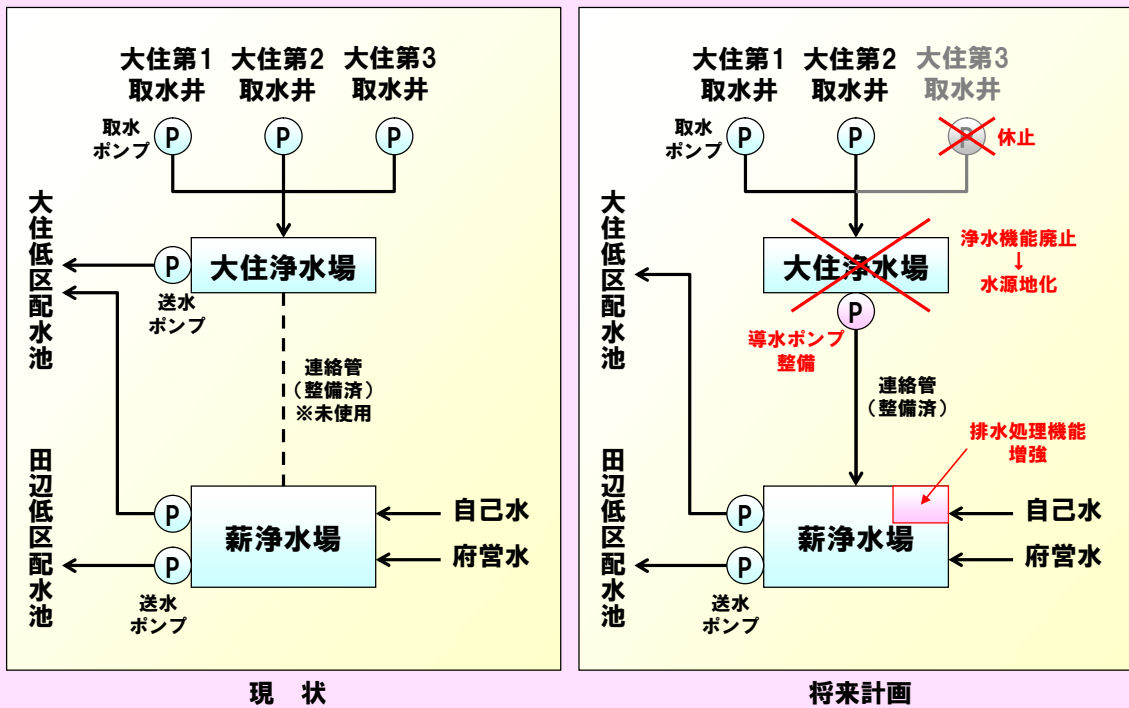 大住第1
取水井
大住第2
取水井
大住第3
取水井
取水
ポンプ
P
P
P
大住低区配水池
P
大住浄水場
送水
ポンプ
連絡管
（整備済）
※未使用
田辺低区配水池
P
P
薪浄水場
自己水
府営水
送水
ポンプ
現　状
大住第1
取水井
大住第2
取水井
大住第3
取水井
取水
ポンプ
P
P
P
休止
大住低区配水池
大住浄水場
浄水機能廃止
↓
水源地化
P
導水ポンプ
整備
連絡管
（整備済）
排水処理機能
増強
田辺低区配水池
P
P
薪浄水場
自己水
府営水
送水
ポンプ
将来計画